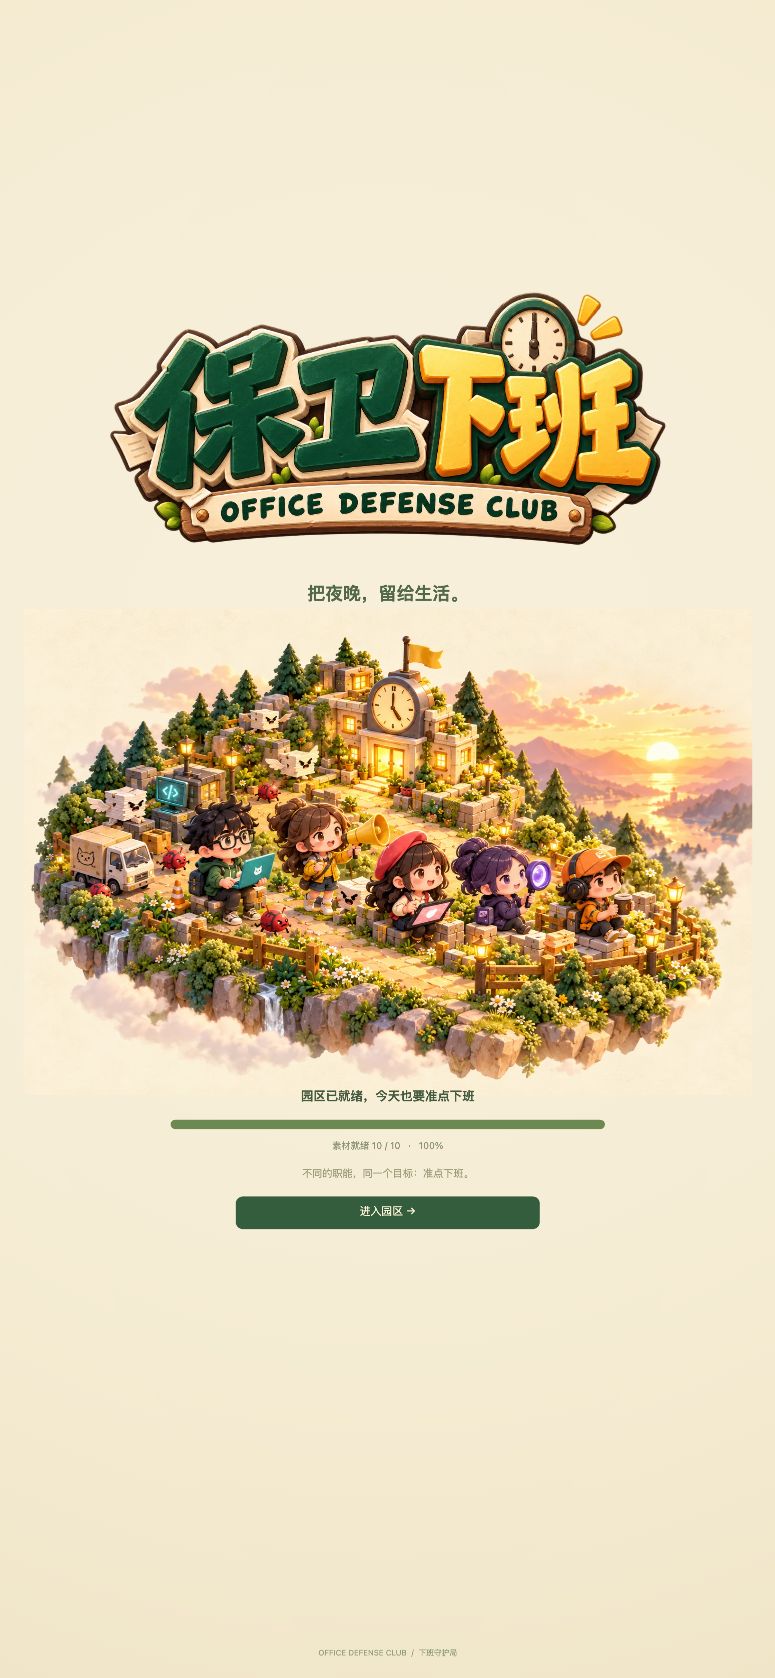 保卫下班
OFFICE DEFENSE CLUB
把夜晚，留给生活。
</>
园区已就绪，今天也要准点下班
素材就绪 10 / 10 · 100%
不同的职能，同一个目标：准点下班。
进入园区 →
OFFICE DEFENSE CLUB / 下班守护局